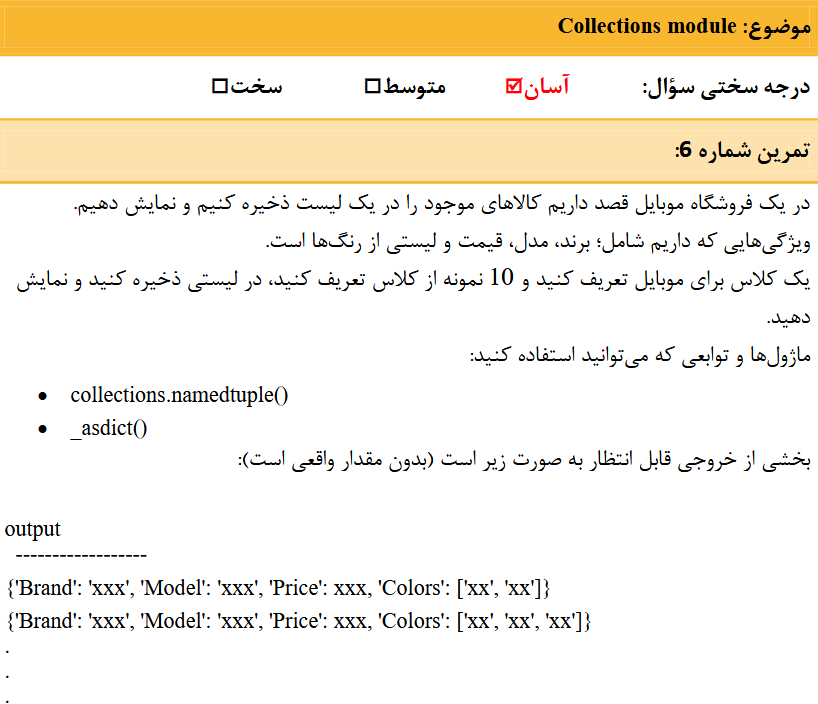 موضوع: Collections module
درجه سختی سؤال: آسان☑ متوسط☐ سخت☐
تمرین شماره 6:
در یک فروشگاه موبایل قصد داریم کالاهای موجود را در یک لیست ذخیره کنیم و نمایش دهیم.
ویژگی‌هایی که داریم شامل؛ برند، مدل، قیمت و لیستی از رنگ‌ها است.
یک کلاس برای موبایل تعریف کنید و 10 نمونه از کلاس تعریف کنید، در لیستی ذخیره کنید و نمایش
دهید.
ماژول‌ها و توابعی که می‌توانید استفاده کنید:
• collections.namedtuple()
• _asdict()
بخشی از خروجی قابل انتظار به صورت زیر است (بدون مقدار واقعی است):
output
------------------
{'Brand': 'xxx', 'Model': 'xxx', 'Price': xxx, 'Colors': ['xx', 'xx']}
{'Brand': 'xxx', 'Model': 'xxx', 'Price': xxx, 'Colors': ['xx', 'xx', 'xx']}
.
.
.